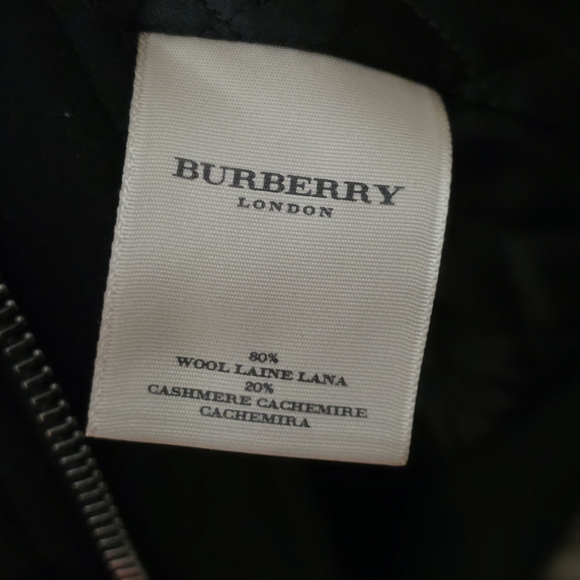 BURBERRY
LONDON
80%
WOOL LAINE LANA
20%
CASHMERE CACHEMIRE
CACHEMIRA